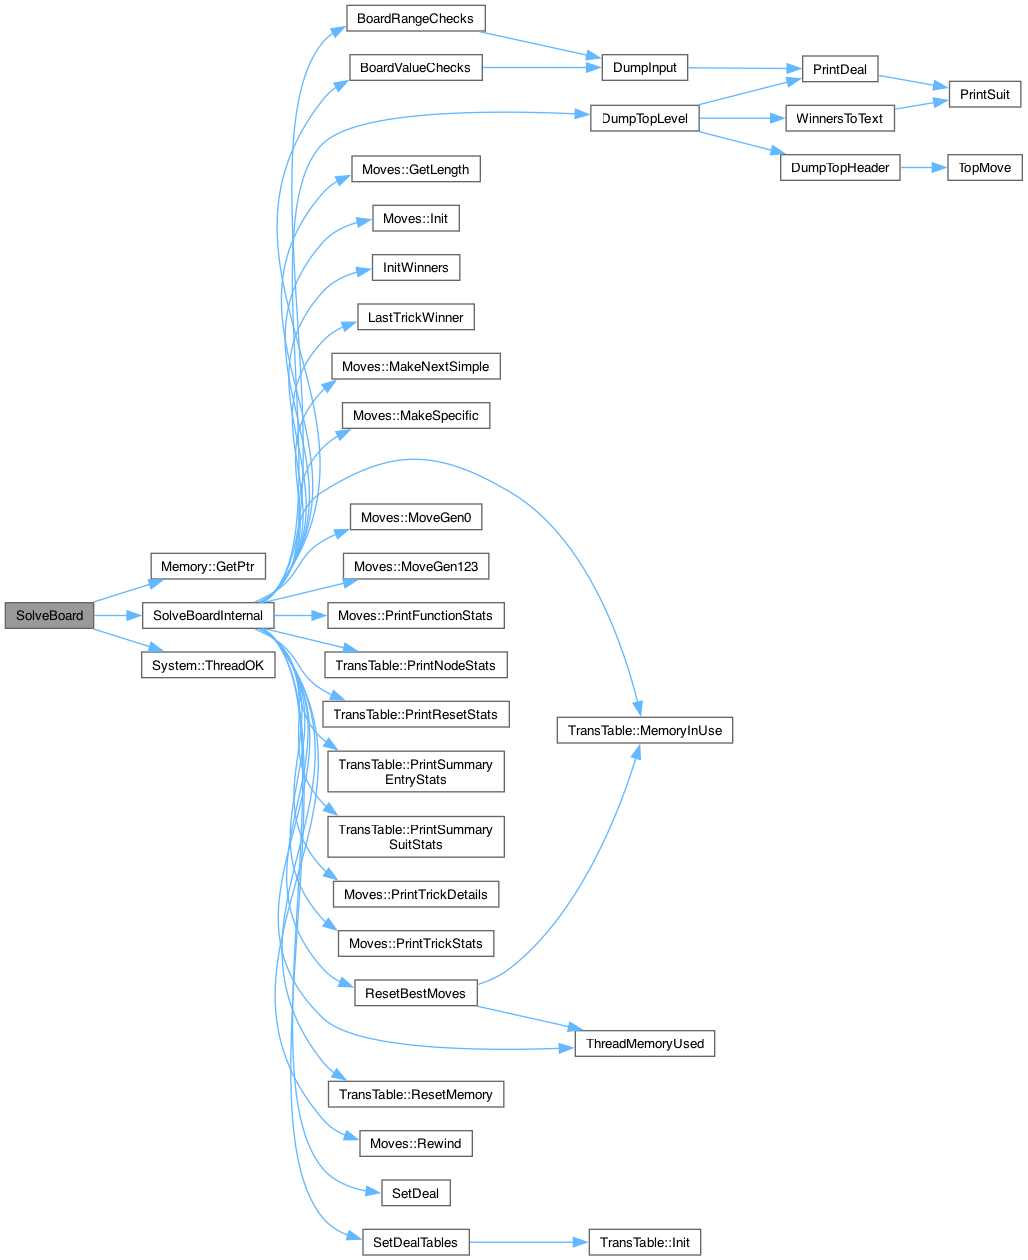 BoardRangeChecks
BoardValueChecks
DumpInput
PrintDeal
PrintSuit
DumpTopLevel
WinnersToText
DumpTopHeader
TopMove
Moves::GetLength
Moves::Init
InitWinners
LastTrickWinner
Moves::MakeNextSimple
Moves::MakeSpecific
Moves::MoveGen0
Memory::GetPtr
Moves::MoveGen123
SolveBoard
SolveBoardInternal
Moves::PrintFunctionStats
System::ThreadOK
TransTable::PrintNodeStats
TransTable::PrintResetStats
TransTable::MemoryInUse
TransTable::PrintSummary
EntryStats
TransTable::PrintSummary
SuitStats
Moves::PrintTrickDetails
Moves::PrintTrickStats
ResetBestMoves
ThreadMemoryUsed
TransTable::ResetMemory
Moves::Rewind
SetDeal
SetDealTables
TransTable::Init